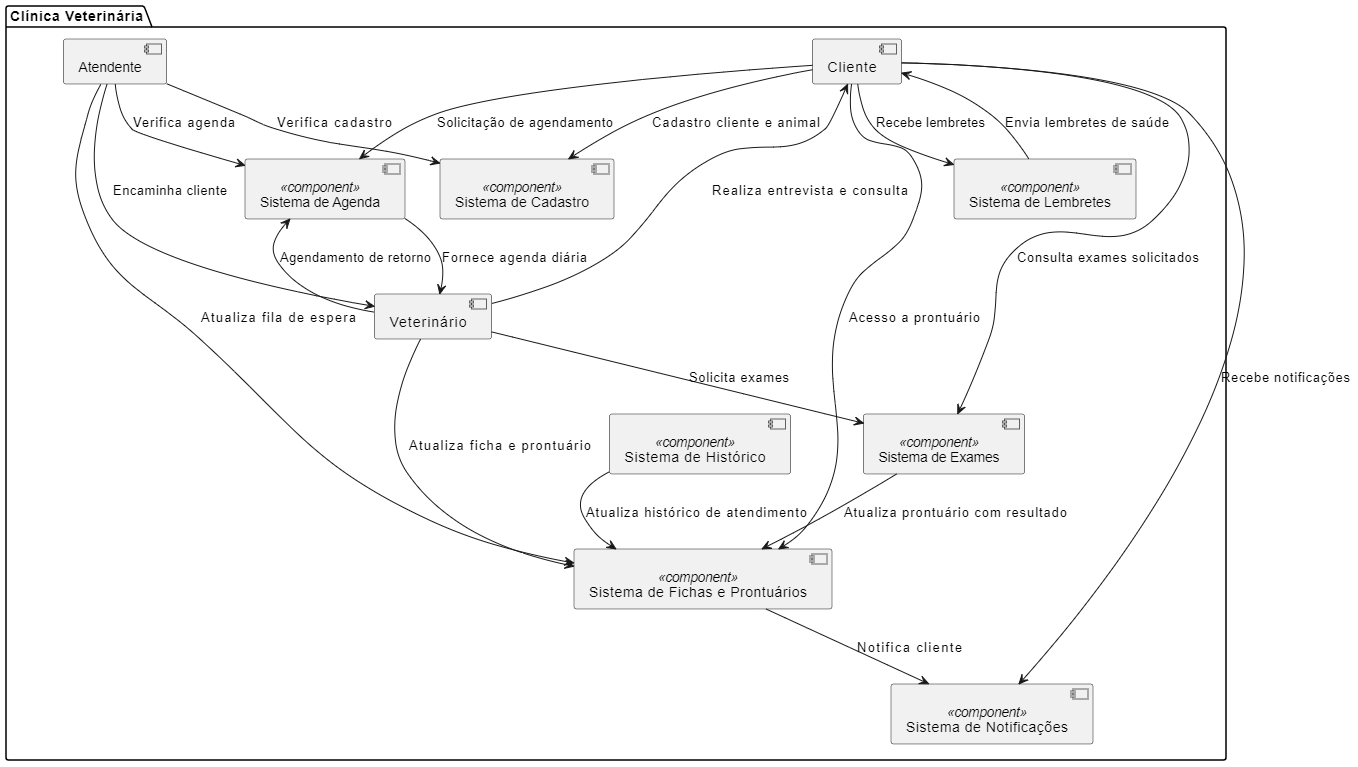 Clínica Veterinária
Atendente
Cliente
Verifica agenda
Verifica cadastro
Solicitação de agendamento
Cadastro cliente e animal
Recebe lembretes
Envia lembretes de saúde
Encaminha cliente
«component»
Sistema de Agenda
«component»
Sistema de Cadastro
Realiza entrevista e consulta
«component»
Sistema de Lembretes
Agendamento de retorno
Fornece agenda diária
Consulta exames solicitados
Atualiza fila de espera
Veterinário
Acesso a prontuário
Solicita exames
Recebe notificações
Atualiza ficha e prontuário
«component»
Sistema de Histórico
«component»
Sistema de Exames
Atualiza histórico de atendimento
Atualiza prontuário com resultado
«component»
Sistema de Fichas e Prontuários
Notifica cliente
«component»
Sistema de Notificações